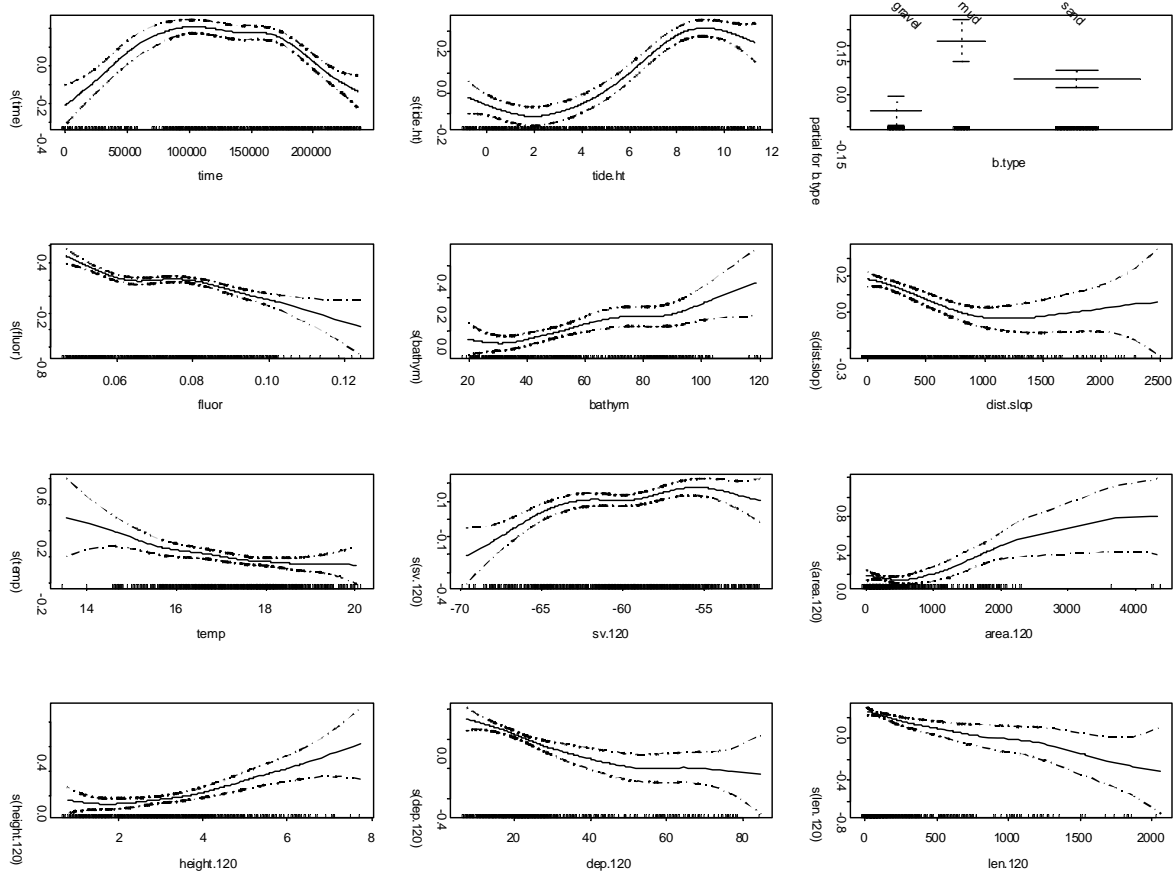 0.0
-0.2
-0.4
s(time)
0 50000 100000 150000 200000
time
0.2
0.0
-0.2
s(tide.ht)
0 2 4 6 8 10 12
tide.ht
gravel mud sand
0.15
0.0
-0.15
partial for b.type
b.type
0.4
-0.2
-0.8
s(fluor)
0.06 0.08 0.10 0.12
fluor
0.4
0.2
0.0
s(bathym)
20 40 60 80 100 120
bathym
0.2
0.0
-0.3
s(dist.slop)
0 500 1000 1500 2000 2500
dist.slop
0.6
0.2
-0.2
s(temp)
14 16 18 20
temp
0.1
-0.1
-0.4
s(sv.120)
-70 -65 -60 -55
sv.120
0.8
0.4
0.0
s(area.120)
0 1000 2000 3000 4000
area.120
0.4
0.0
s(height.120)
2 4 6 8
height.120
0.0
-0.4
s(dep.120)
20 40 60 80
dep.120
0.0
-0.4
-0.8
s(len.120)
0 500 1000 1500 2000
len.120